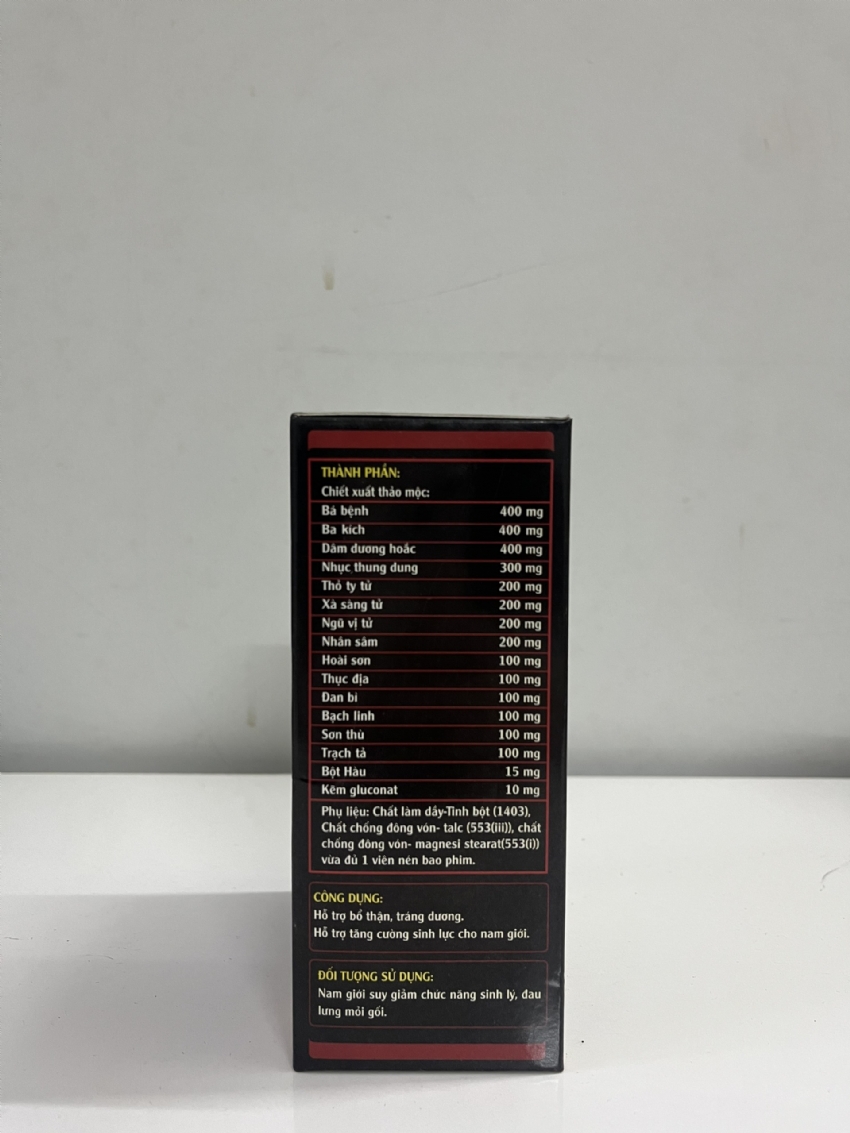 THÀNH PHẦN:
Chiết xuất thảo mộc:
Bá bệnh 400 mg
Ba kích 400 mg
Dâm dương hoắc 400 mg
Nhục thung dung 300 mg
Thỏ ty tử 200 mg
Xà sàng tử 200 mg
Ngũ vị tử 200 mg
Nhân sâm 200 mg
Hoài sơn 100 mg
Thục địa 100 mg
Đan bì 100 mg
Bạch linh 100 mg
Sơn thù 100 mg
Trạch tả 100 mg
Bột Hàu 15 mg
Kẽm gluconat 10 mg
Phụ liệu: Chất làm dầy-Tinh bột (1403),
Chất chống đông vón- talc (553(iii)), chất
chống đông vón- magnesi stearat(553(i))
vừa đủ 1 viên nén bao phim.
CÔNG DỤNG:
Hỗ trợ bổ thận, tráng dương.
Hỗ trợ tăng cường sinh lực cho nam giới.
ĐỐI TƯỢNG SỬ DỤNG:
Nam giới suy giảm chức năng sinh lý, đau
lưng mỏi gối.